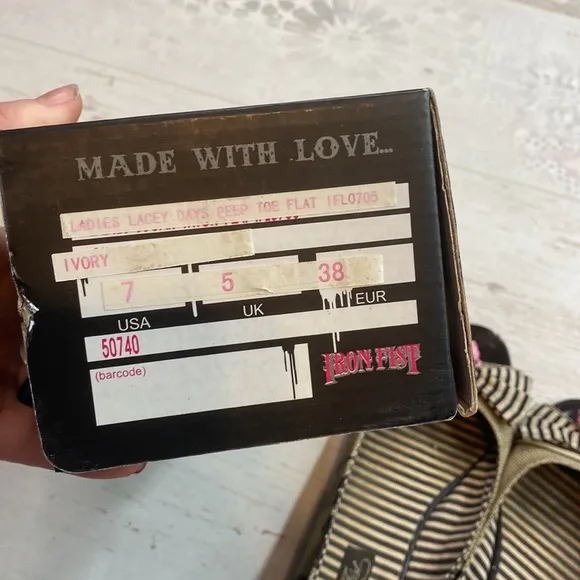 MADE WITH LOVE...
LADIES LACEY DAYS PEEP TOE FLAT IFL0705
IVORY
7 5 38
USA UK EUR
50740
(barcode)
IRON FIST